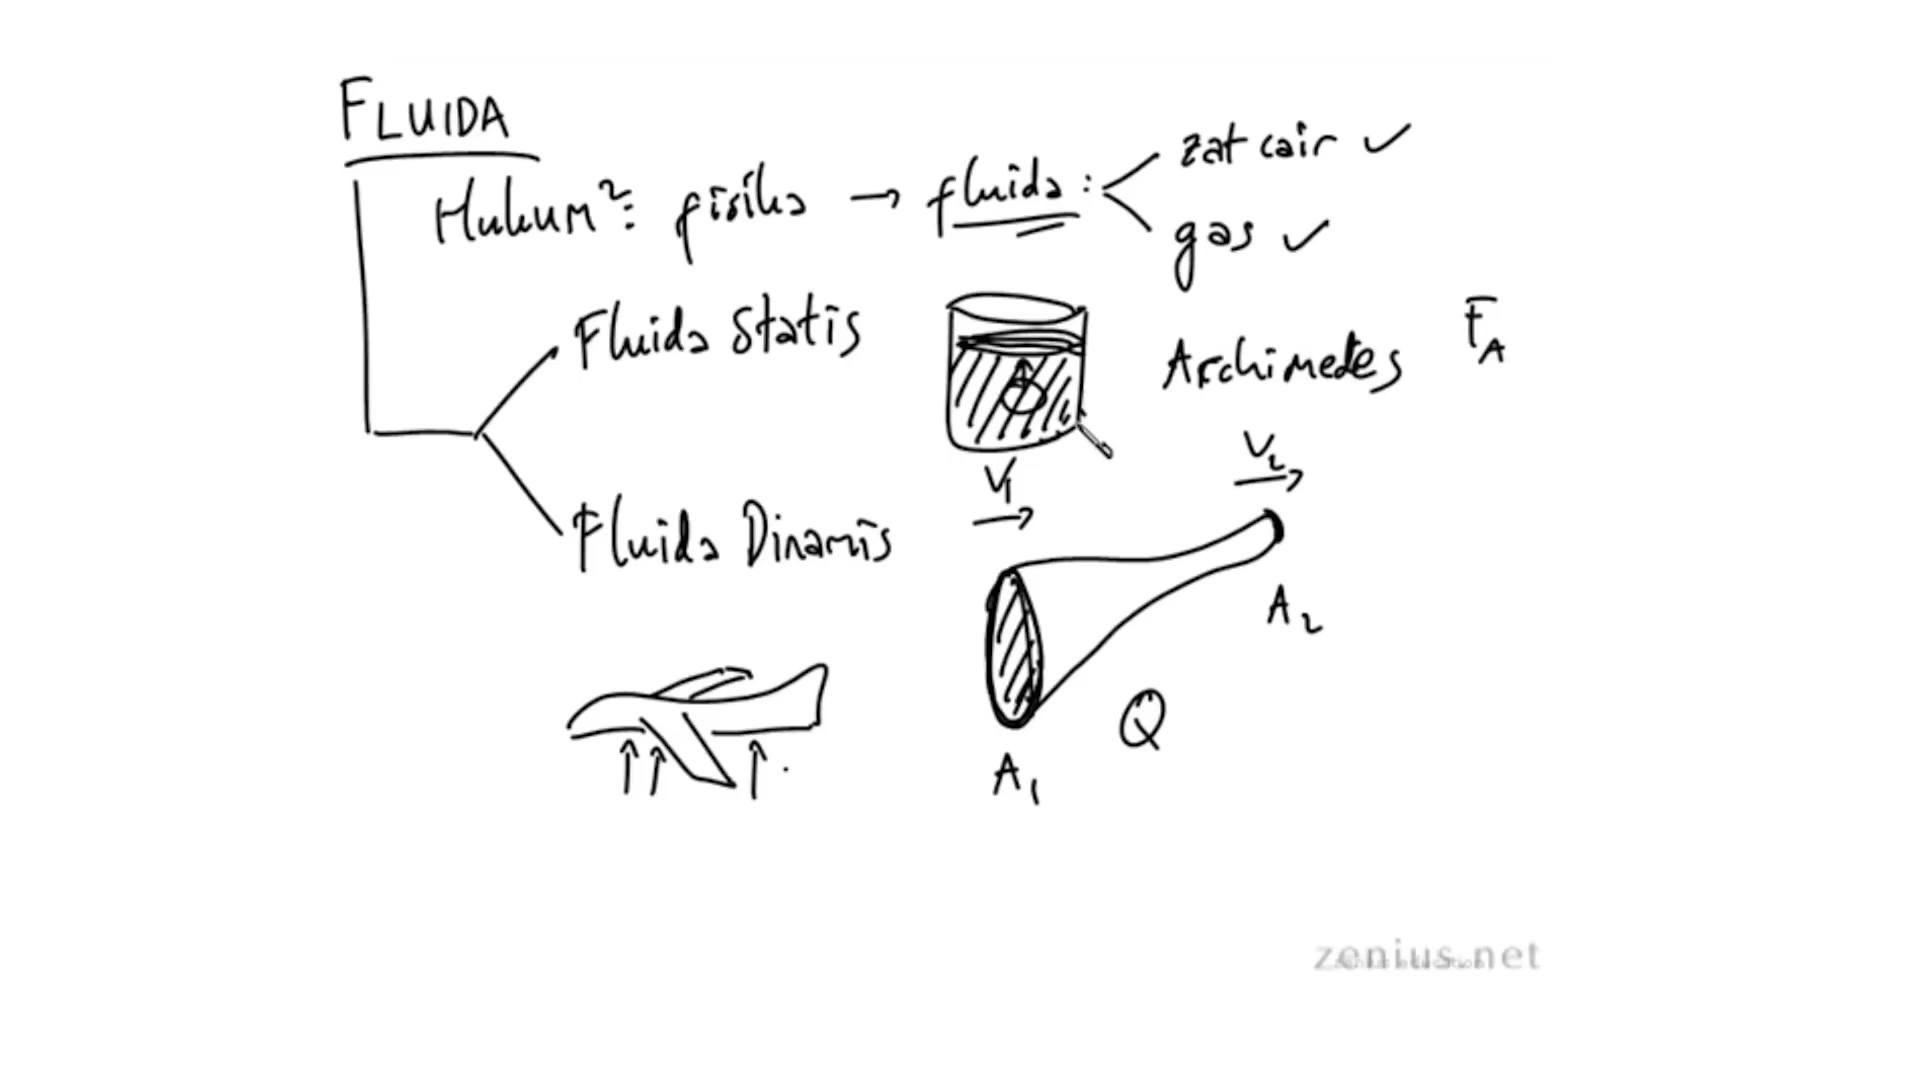 FLUIDA
Hukum²= fisika → fluida :
zat cair ✓
gas ✓
Fluida Statis
Archimedes
F_A
V₁
V₂
Fluida Dinamis
A₂
Q
A₁
zenius.net